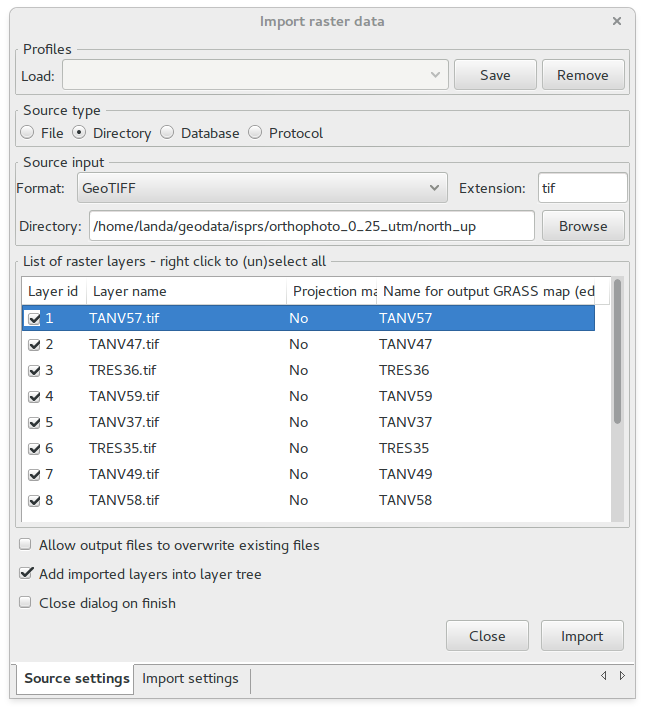 Import raster data
Profiles
Load: Save Remove
Source type
File Directory Database Protocol
Source input
Format: GeoTIFF Extension: tif
Directory: /home/landa/geodata/isprs/orthophoto_0_25_utm/north_up Browse
List of raster layers - right click to (un)select all
Layer id Layer name Projection ma Name for output GRASS map (ed
1 TANV57.tif No TANV57
2 TANV47.tif No TANV47
3 TRES36.tif No TRES36
4 TANV59.tif No TANV59
5 TANV37.tif No TANV37
6 TRES35.tif No TRES35
7 TANV49.tif No TANV49
8 TANV58.tif No TANV58
Allow output files to overwrite existing files
Add imported layers into layer tree
Close dialog on finish
Close Import
Source settings Import settings